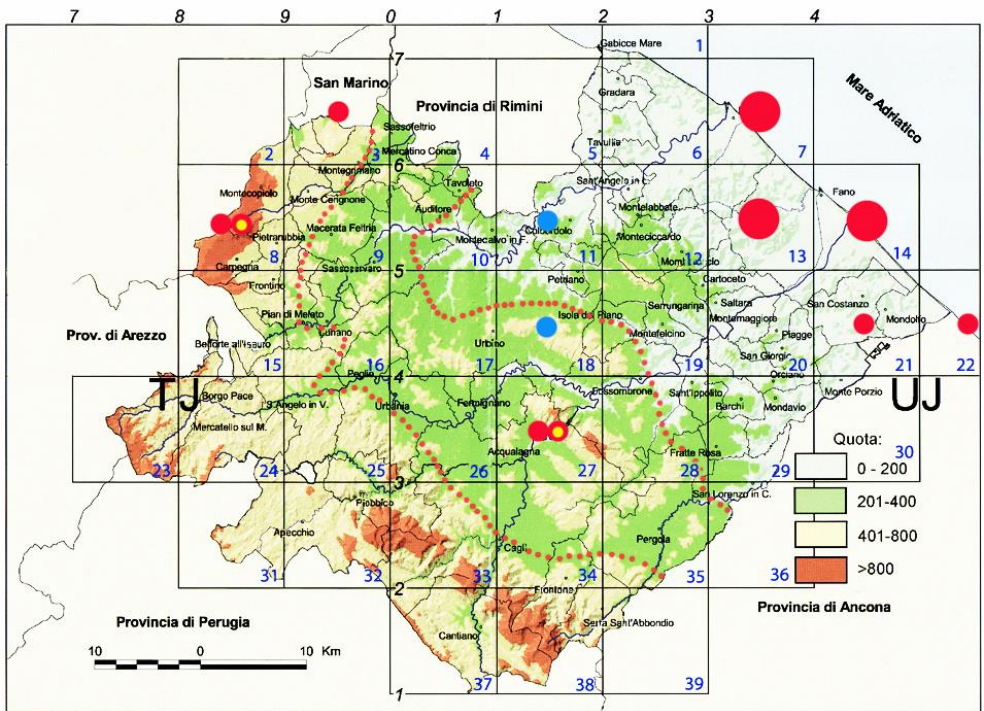 7 8 9 0 1 2 3 4
Gabicce Mare 1
7
San Marino
Gradara
Provincia di Rimini
Mare Adriatico
Sassofeltrio
Tavullia
Mercatino Conca
2 3 4 5 6 7
Montegrimano
6
Sant'Angelo in L.
Montecopiolo
Tavoleto
Fano
Monte Cerignone
Auditore
Montelabbate
Macerata Feltria
Colbordolo
Monteciccardo
Pietrarubbia
Montecalvo in F.
8 9 10 11 12 13 14
Carpegna
Sassocorvaro
5
Petriano
Cartoceto
Frontino
Serrungarina
Saltara
San Costanzo
Pian di Meleto
Isola del Piano
Montemaggiore
Mondolfo
Prov. di Arezzo
Lunano
Urbino
Montefelcino
Piagge
Belforte all'Isauro
San Giorgio
15 16 17 18 19 20 21 22
Peglio
4
Orciano
TJ
UJ
Borgo Pace
S.Angelo in V.
Urbania
Fermignano
Fossombrone
Sant'Ippolito
Monte Porzio
Barchi
Mondavio
Mercatello sul M.
Quota:
Acqualagna
Fratte Rosa
23 24 25 26 27 28 29 30
0 - 200
3
San Lorenzo in C.
Piobbico
201-400
Apecchio
401-800
Cagli
Pergola
31 32 33 34 35 36
>800
2
Frontone
Provincia di Perugia
Provincia di Ancona
Serra Sant'Abbondio
Cantiano
10 0 10 Km
37 38 39
1